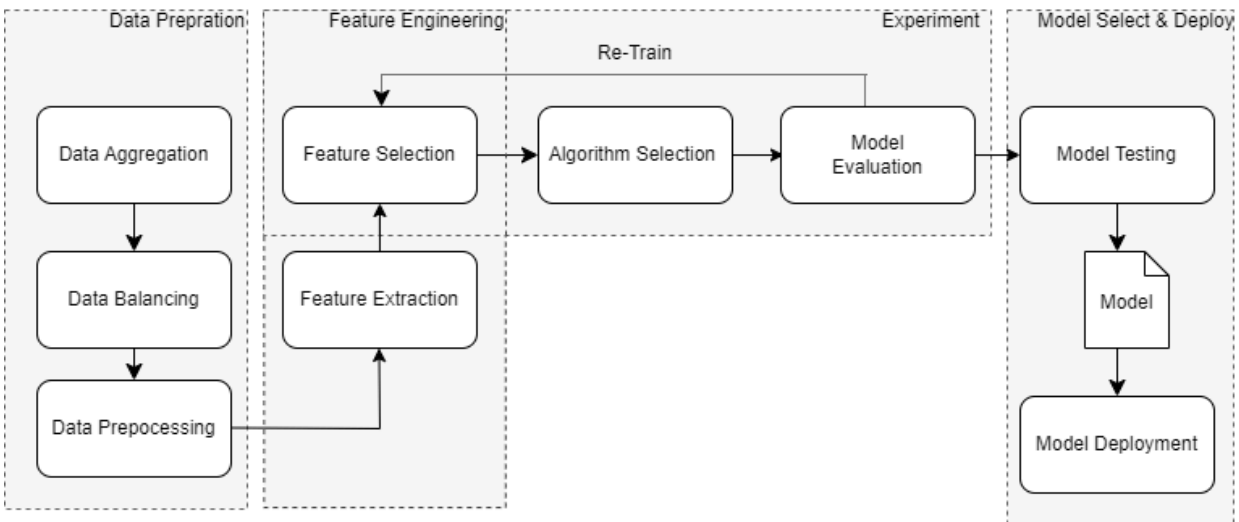 Data Prepration
Feature Engineering
Experiment
Model Select & Deploy
Re-Train
Data Aggregation
Feature Selection
Algorithm Selection
Model
Evaluation
Model Testing
Data Balancing
Feature Extraction
Model
Data Prepocessing
Model Deployment